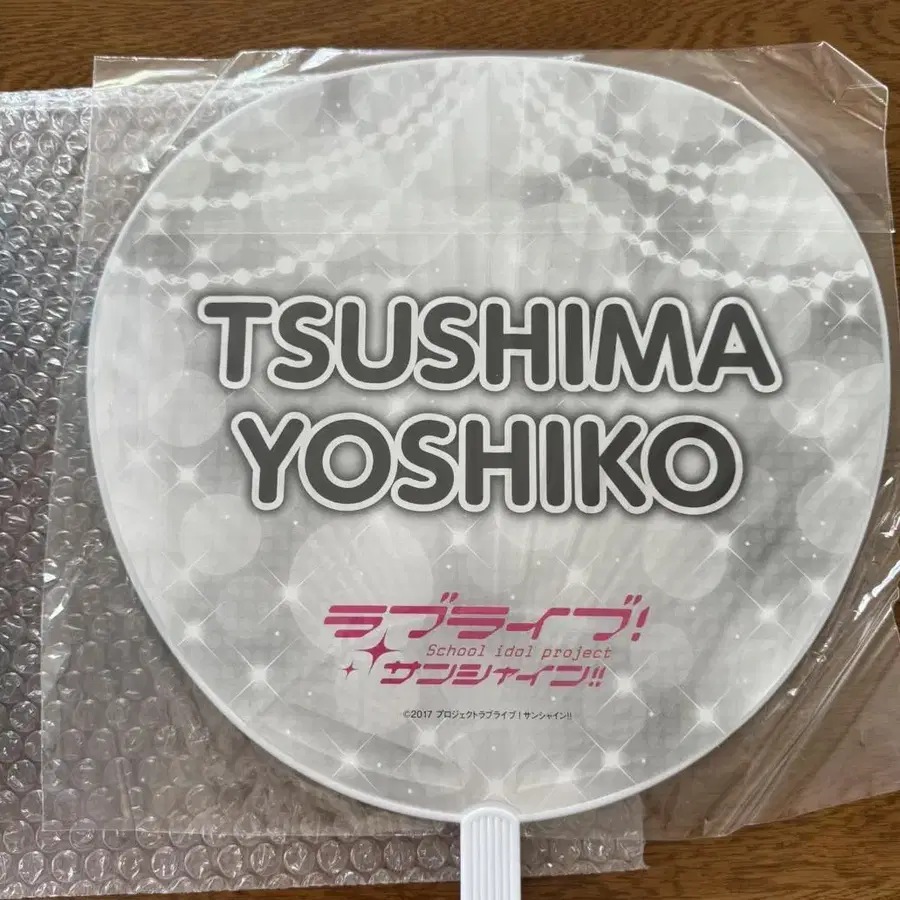 TSUSHIMA
YOSHIKO
ラブライブ!
School idol project
サンシャイン!!
©2017 プロジェクトラブライブ!サンシャイン!!